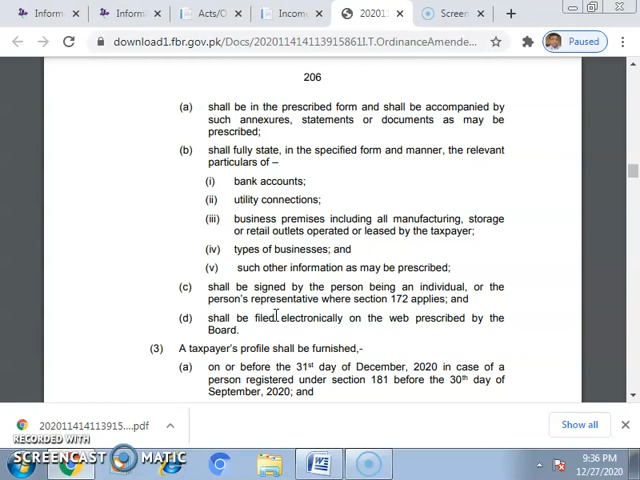 Inform
Inform
Acts/O
Income
20201
Screen
download1.fbr.gov.pk/Docs/2020114141139158611.T.OrdinanceAmende...
Paused
206
(a) shall be in the prescribed form and shall be accompanied by
such annexures, statements or documents as may be
prescribed;
(b) shall fully state, in the specified form and manner, the relevant
particulars of –
(i) bank accounts;
(ii) utility connections;
(iii) business premises including all manufacturing, storage
or retail outlets operated or leased by the taxpayer;
(iv) types of businesses; and
(v) such other information as may be prescribed;
(c) shall be signed by the person being an individual, or the
person's representative where section 172 applies; and
(d) shall be filed electronically on the web prescribed by the
Board.
(3) A taxpayer's profile shall be furnished,-
(a) on or before the 31st day of December, 2020 in case of a
person registered under section 181 before the 30th day of
September, 2020; and
202011414113915....pdf
Show all
RECORDED WITH
SCREENCAST MATIC
9:36 PM
12/27/2020